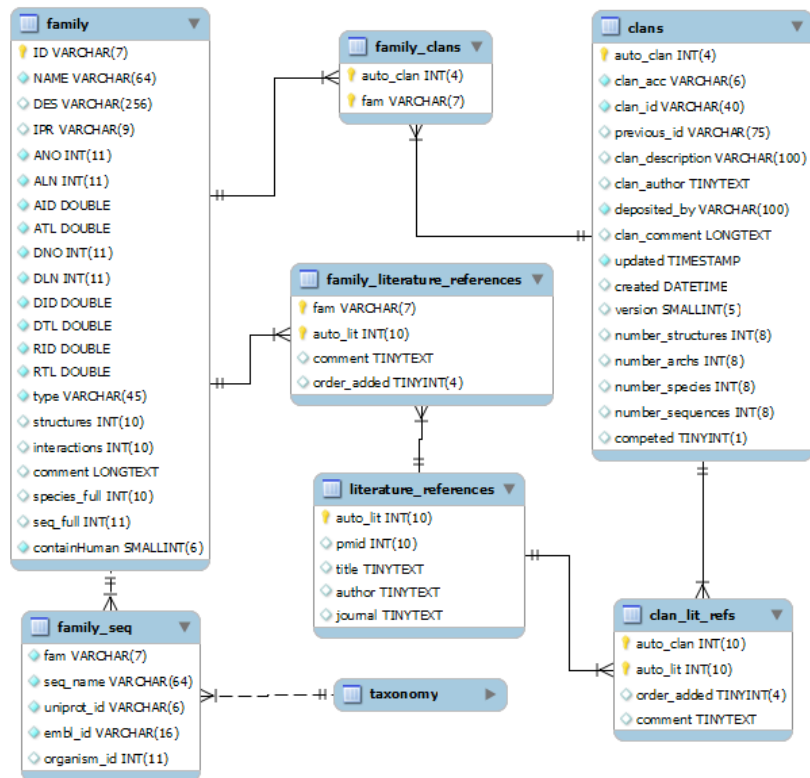 family
ID VARCHAR(7)
NAME VARCHAR(64)
DES VARCHAR(256)
IPR VARCHAR(9)
ANO INT(11)
ALN INT(11)
AID DOUBLE
ATL DOUBLE
DNO INT(11)
DLN INT(11)
DID DOUBLE
DTL DOUBLE
RID DOUBLE
RTL DOUBLE
type VARCHAR(45)
structures INT(10)
interactions INT(10)
comment LONGTEXT
species_full INT(10)
seq_full INT(11)
containHuman SMALLINT(6)
family_clans
auto_clan INT(4)
fam VARCHAR(7)
clans
auto_clan INT(4)
clan_acc VARCHAR(6)
clan_id VARCHAR(40)
previous_id VARCHAR(75)
clan_description VARCHAR(100)
clan_author TINYTEXT
deposited_by VARCHAR(100)
clan_comment LONGTEXT
updated TIMESTAMP
created DATETIME
version SMALLINT(5)
number_structures INT(8)
number_archs INT(8)
number_species INT(8)
number_sequences INT(8)
competed TINYINT(1)
family_literature_references
fam VARCHAR(7)
auto_lit INT(10)
comment TINYTEXT
order_added TINYINT(4)
literature_references
auto_lit INT(10)
pmid INT(10)
title TINYTEXT
author TINYTEXT
journal TINYTEXT
family_seq
fam VARCHAR(7)
seq_name VARCHAR(64)
uniprot_id VARCHAR(6)
embl_id VARCHAR(16)
organism_id INT(11)
taxonomy
clan_lit_refs
auto_clan INT(10)
auto_lit INT(10)
order_added TINYINT(4)
comment TINYTEXT